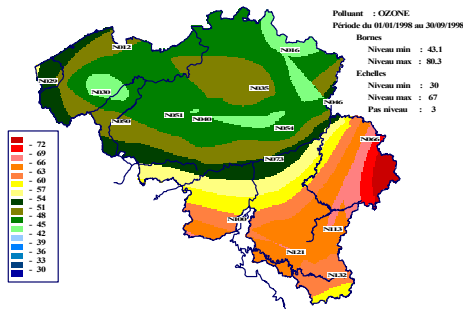 Polluant : OZONE
Période du 01/01/1998 au 30/09/1998
Bornes
Niveau min : 43.1
Niveau max : 80.3
Echelles
Niveau min : 30
Niveau max : 67
Pas niveau : 3
N012
N016
N029
N030
N035
N046
N051
N040
N050
N054
N066
N073
N100
N113
N121
N132
- 72
- 69
- 66
- 63
- 60
- 57
- 54
- 51
- 48
- 45
- 42
- 39
- 36
- 33
- 30